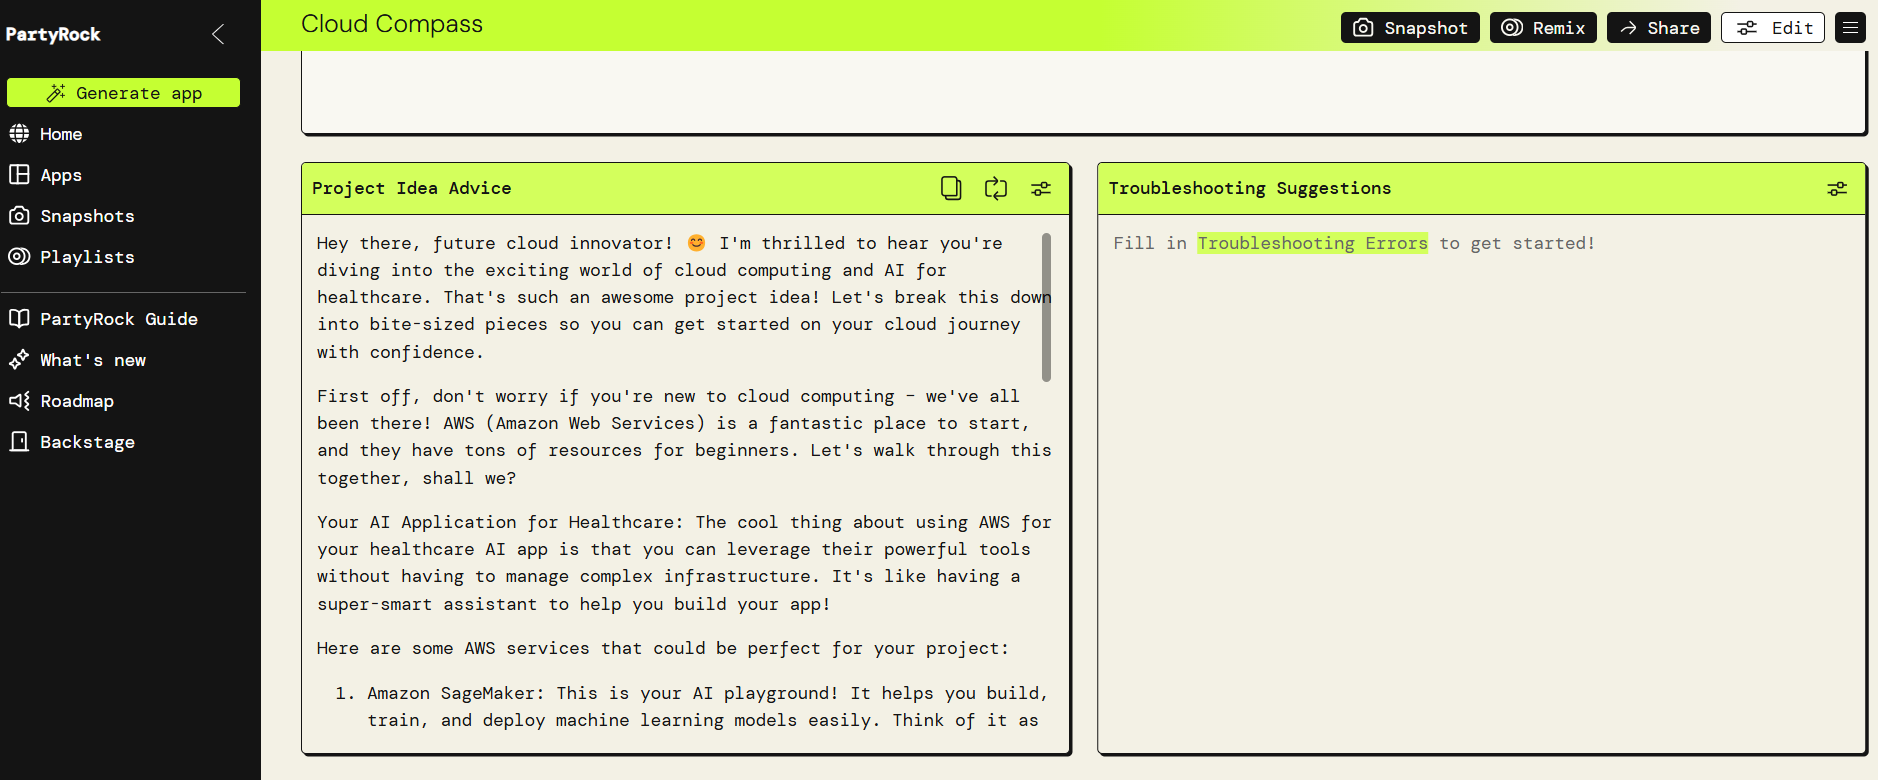 PartyRock
Generate app
Home
Apps
Snapshots
Playlists
PartyRock Guide
What's new
Roadmap
Backstage
Cloud Compass
Snapshot
Remix
Share
Edit
Project Idea Advice
Hey there, future cloud innovator! 😊 I'm thrilled to hear you're
diving into the exciting world of cloud computing and AI for
healthcare. That's such an awesome project idea! Let's break this down
into bite-sized pieces so you can get started on your cloud journey
with confidence.
First off, don't worry if you're new to cloud computing – we've all
been there! AWS (Amazon Web Services) is a fantastic place to start,
and they have tons of resources for beginners. Let's walk through this
together, shall we?
Your AI Application for Healthcare: The cool thing about using AWS for
your healthcare AI app is that you can leverage their powerful tools
without having to manage complex infrastructure. It's like having a
super-smart assistant to help you build your app!
Here are some AWS services that could be perfect for your project:
1. Amazon SageMaker: This is your AI playground! It helps you build,
train, and deploy machine learning models easily. Think of it as
Troubleshooting Suggestions
Fill in Troubleshooting Errors to get started!